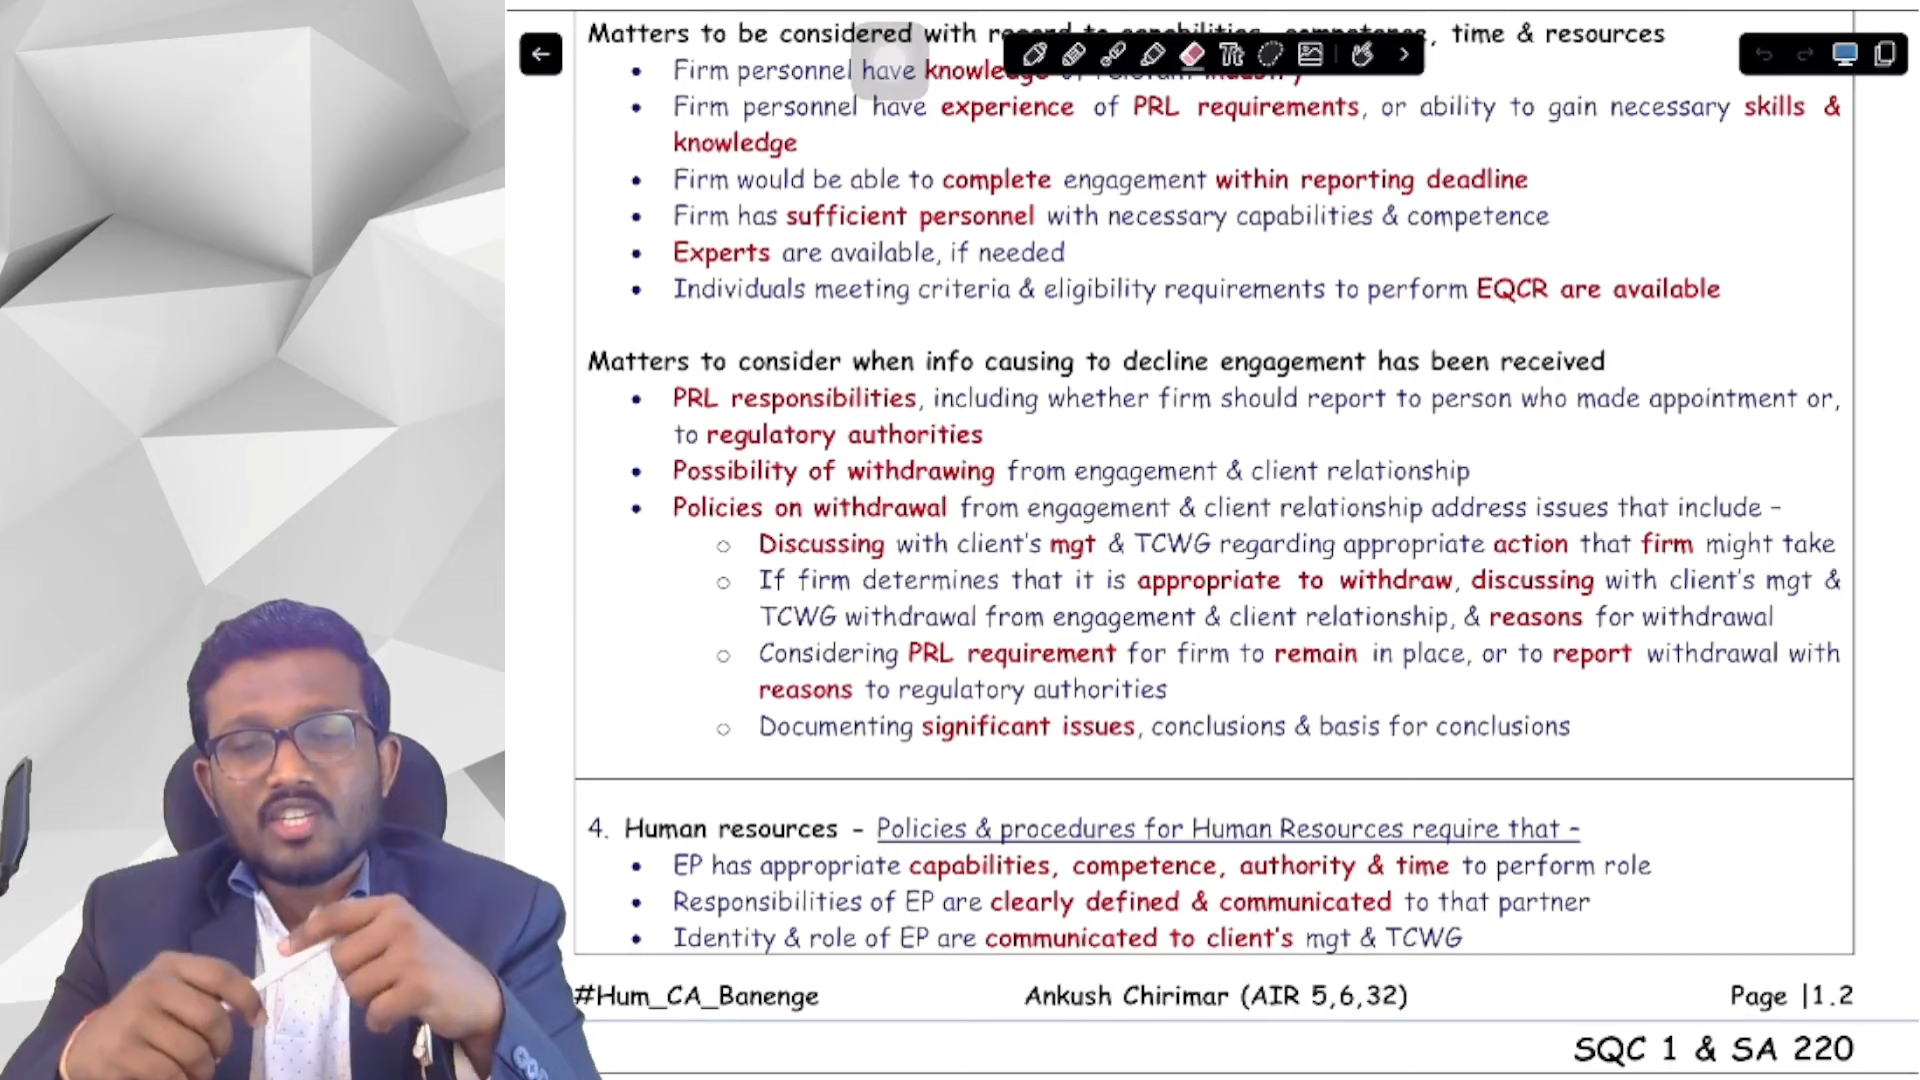 Matters to be considered with regard to capabilities, competence, time & resources
• Firm personnel have knowledge of relevant industry
• Firm personnel have experience of PRL requirements, or ability to gain necessary skills &
knowledge
• Firm would be able to complete engagement within reporting deadline
• Firm has sufficient personnel with necessary capabilities & competence
• Experts are available, if needed
• Individuals meeting criteria & eligibility requirements to perform EQCR are available
Matters to consider when info causing to decline engagement has been received
• PRL responsibilities, including whether firm should report to person who made appointment or,
to regulatory authorities
• Possibility of withdrawing from engagement & client relationship
• Policies on withdrawal from engagement & client relationship address issues that include -
○ Discussing with client's mgt & TCWG regarding appropriate action that firm might take
○ If firm determines that it is appropriate to withdraw, discussing with client's mgt &
TCWG withdrawal from engagement & client relationship, & reasons for withdrawal
○ Considering PRL requirement for firm to remain in place, or to report withdrawal with
reasons to regulatory authorities
○ Documenting significant issues, conclusions & basis for conclusions
4. Human resources - Policies & procedures for Human Resources require that -
• EP has appropriate capabilities, competence, authority & time to perform role
• Responsibilities of EP are clearly defined & communicated to that partner
• Identity & role of EP are communicated to client's mgt & TCWG
#Hum_CA_Banenge Ankush Chirimar (AIR 5,6,32) Page |1.2
SQC 1 & SA 220